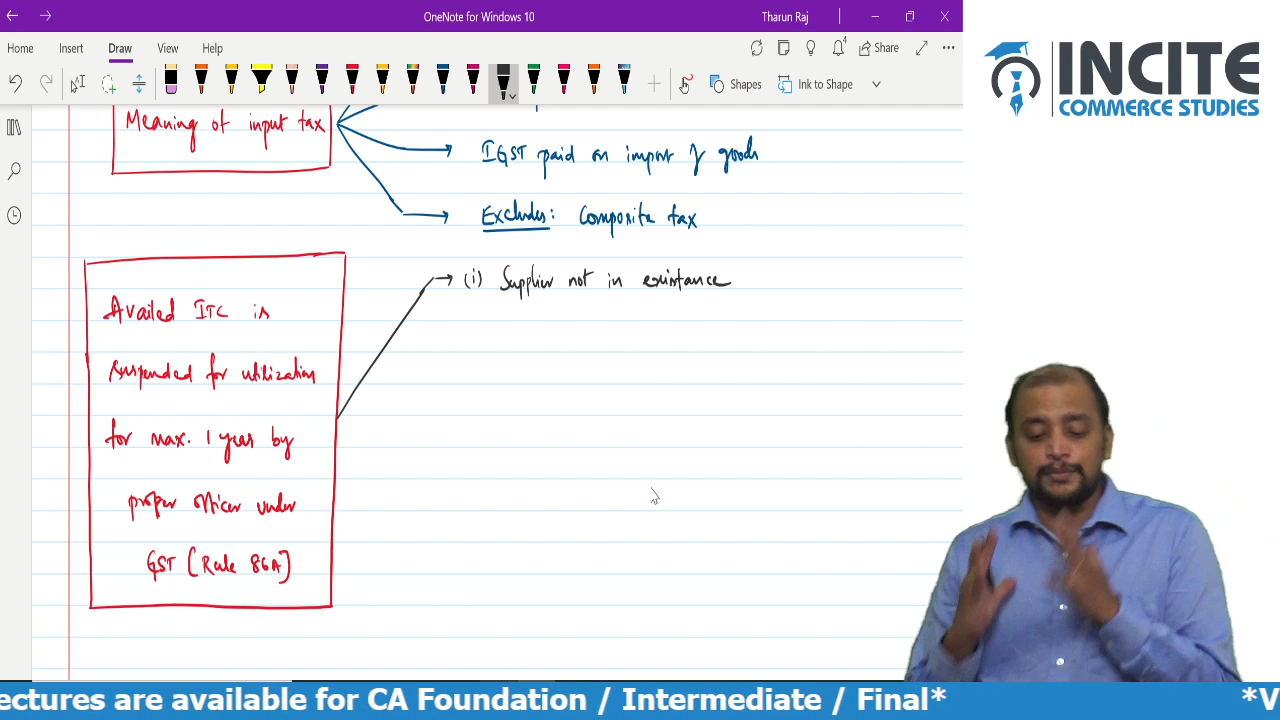 OneNote for Windows 10
Tharun Raj
Home Insert Draw View Help
4
Share
Shapes
Ink to Shape
INCITE
COMMERCE STUDIES
Meaning of input tax
IGST paid on import of goods
Excludes: Composite tax
Availed ITC is
suspended for utilization
for max. 1 year by
proper officer under
GST [Rule 86A]
(i) Supplier not in existance
ectures are available for CA Foundation / Intermediate / Final* *V